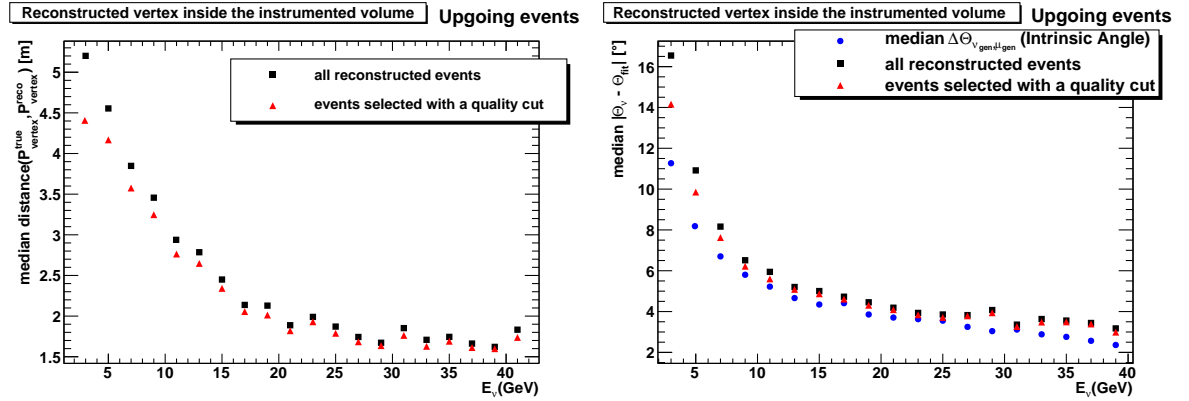 Reconstructed vertex inside the instrumented volume
Upgoing events
all reconstructed events
events selected with a quality cut
median distance(P^true_vertex,P^reco_vertex) [m]
5
4.5
4
3.5
3
2.5
2
1.5
5 10 15 20 25 30 35 40
E_ν(GeV)
Reconstructed vertex inside the instrumented volume
Upgoing events
median ΔΘ_ν_gen,μ_gen (Intrinsic Angle)
all reconstructed events
events selected with a quality cut
median |Θ_ν - Θ_fit| [°]
16
14
12
10
8
6
4
2
5 10 15 20 25 30 35 40
E_ν(GeV)